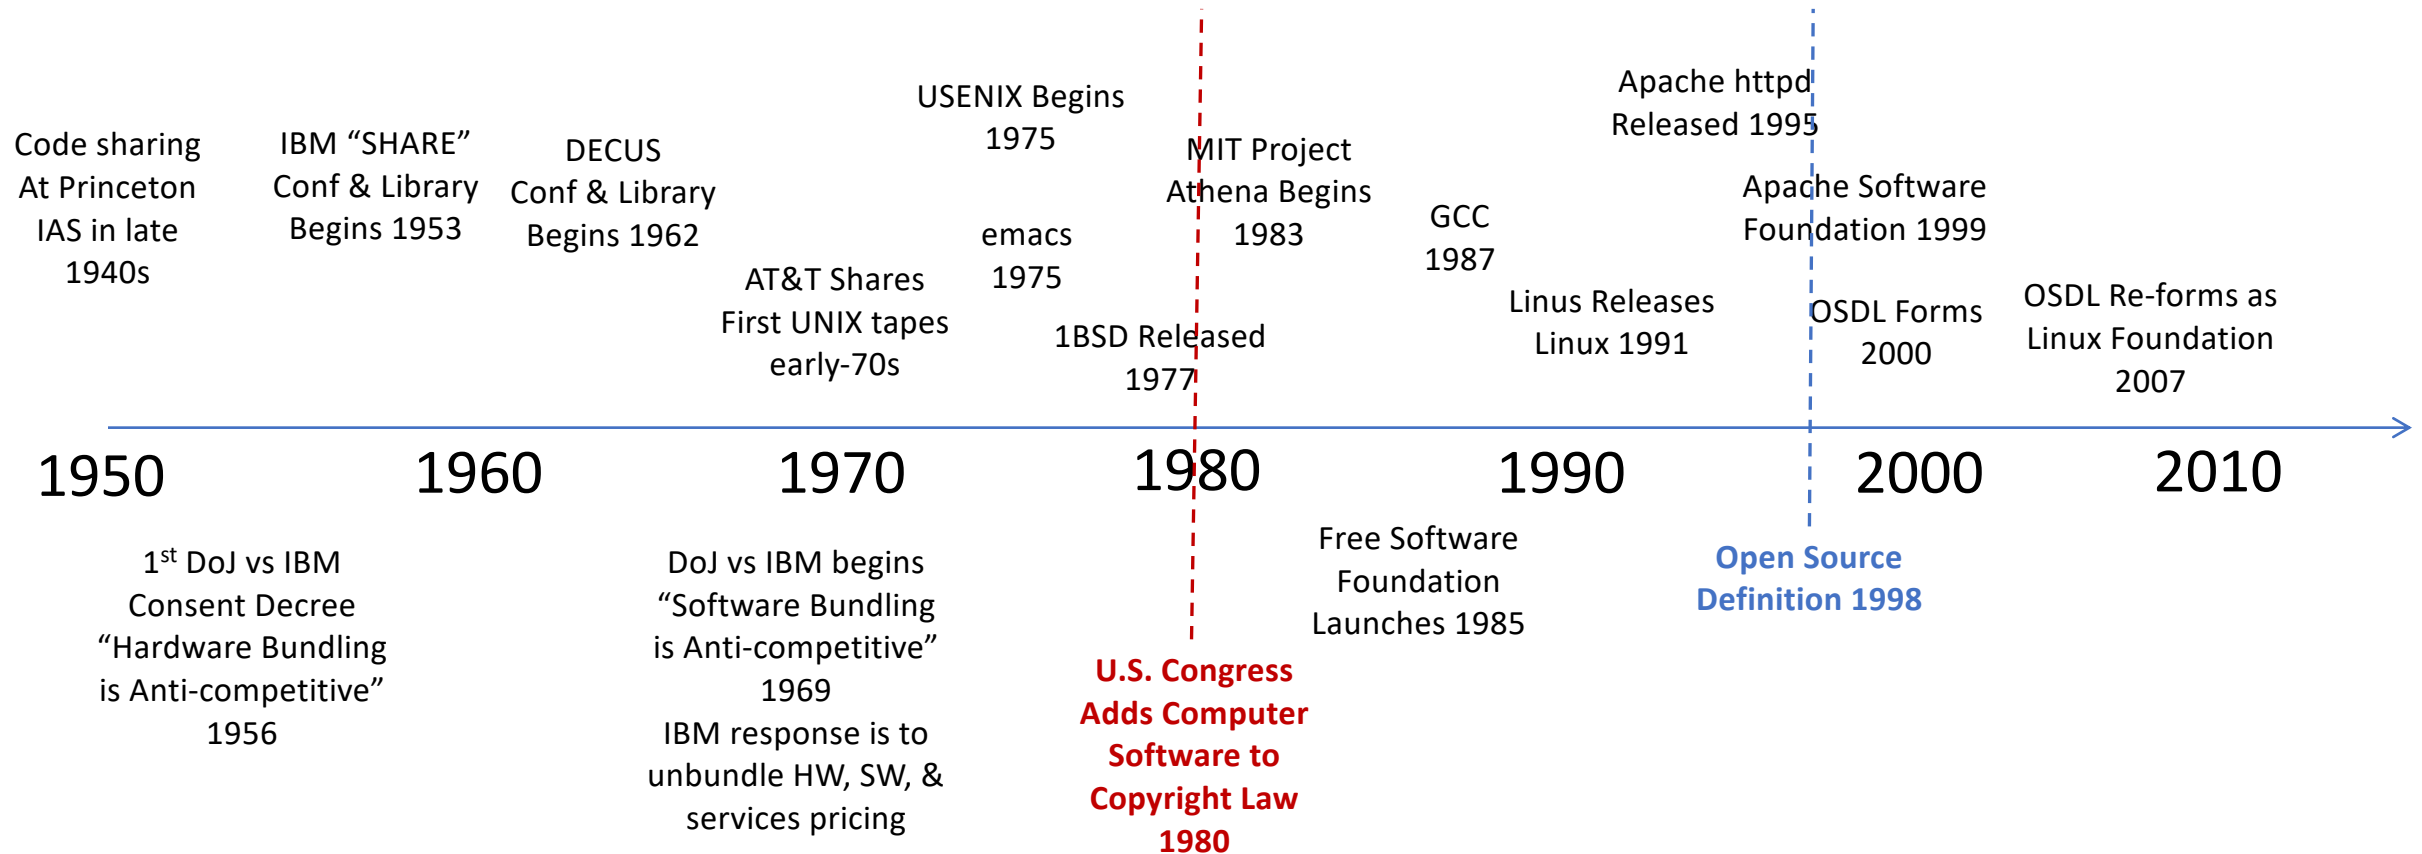 Code sharing
At Princeton
IAS in late
1940s
IBM “SHARE”
Conf & Library
Begins 1953
DECUS
Conf & Library
Begins 1962
AT&T Shares
First UNIX tapes
early-70s
USENIX Begins
1975
emacs
1975
1BSD Released
1977
MIT Project
Athena Begins
1983
GCC
1987
Linus Releases
Linux 1991
Apache httpd
Released 1995
Apache Software
Foundation 1999
OSDL Forms
2000
OSDL Re-forms as
Linux Foundation
2007
1950
1960
1970
1980
1990
2000
2010
1st DoJ vs IBM
Consent Decree
“Hardware Bundling
is Anti-competitive”
1956
DoJ vs IBM begins
“Software Bundling
is Anti-competitive”
1969
IBM response is to
unbundle HW, SW, &
services pricing
U.S. Congress
Adds Computer
Software to
Copyright Law
1980
Free Software
Foundation
Launches 1985
Open Source
Definition 1998